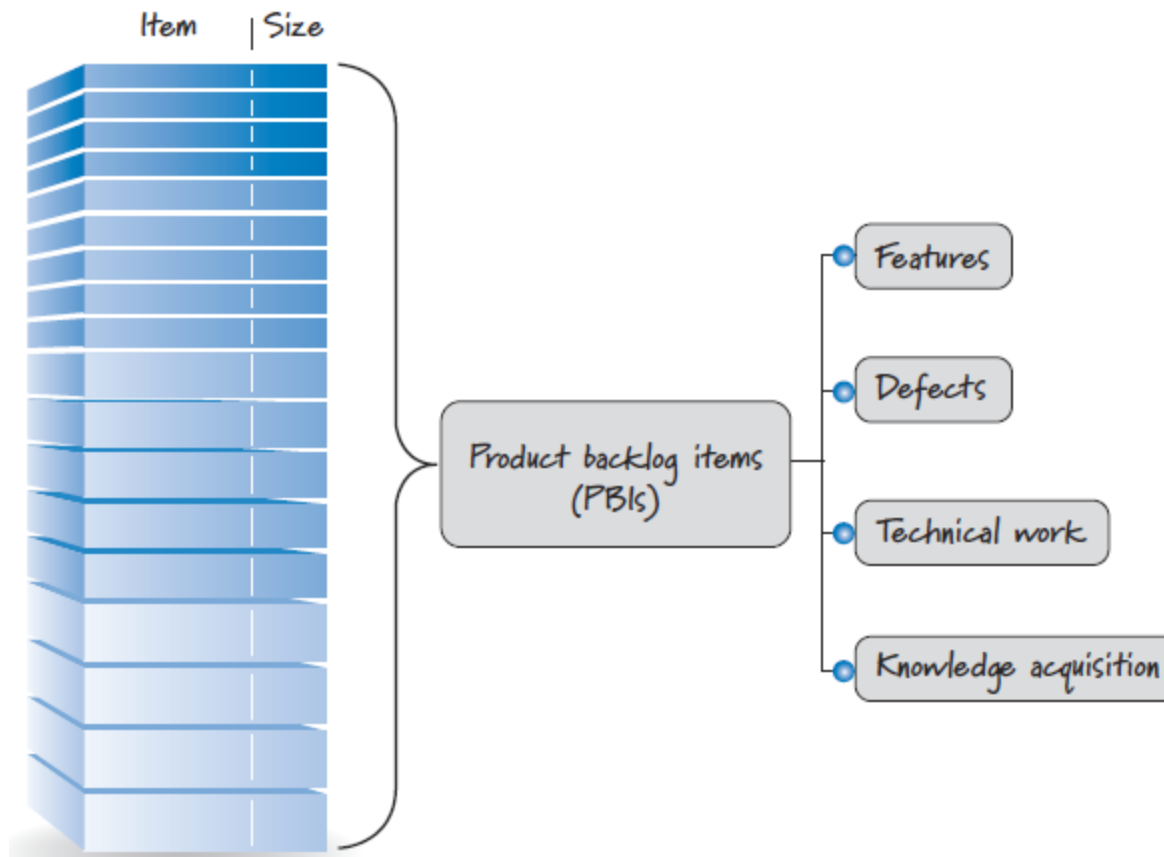 Item | Size
Features
Defects
Product backlog items
(PBIs)
Technical work
Knowledge acquisition